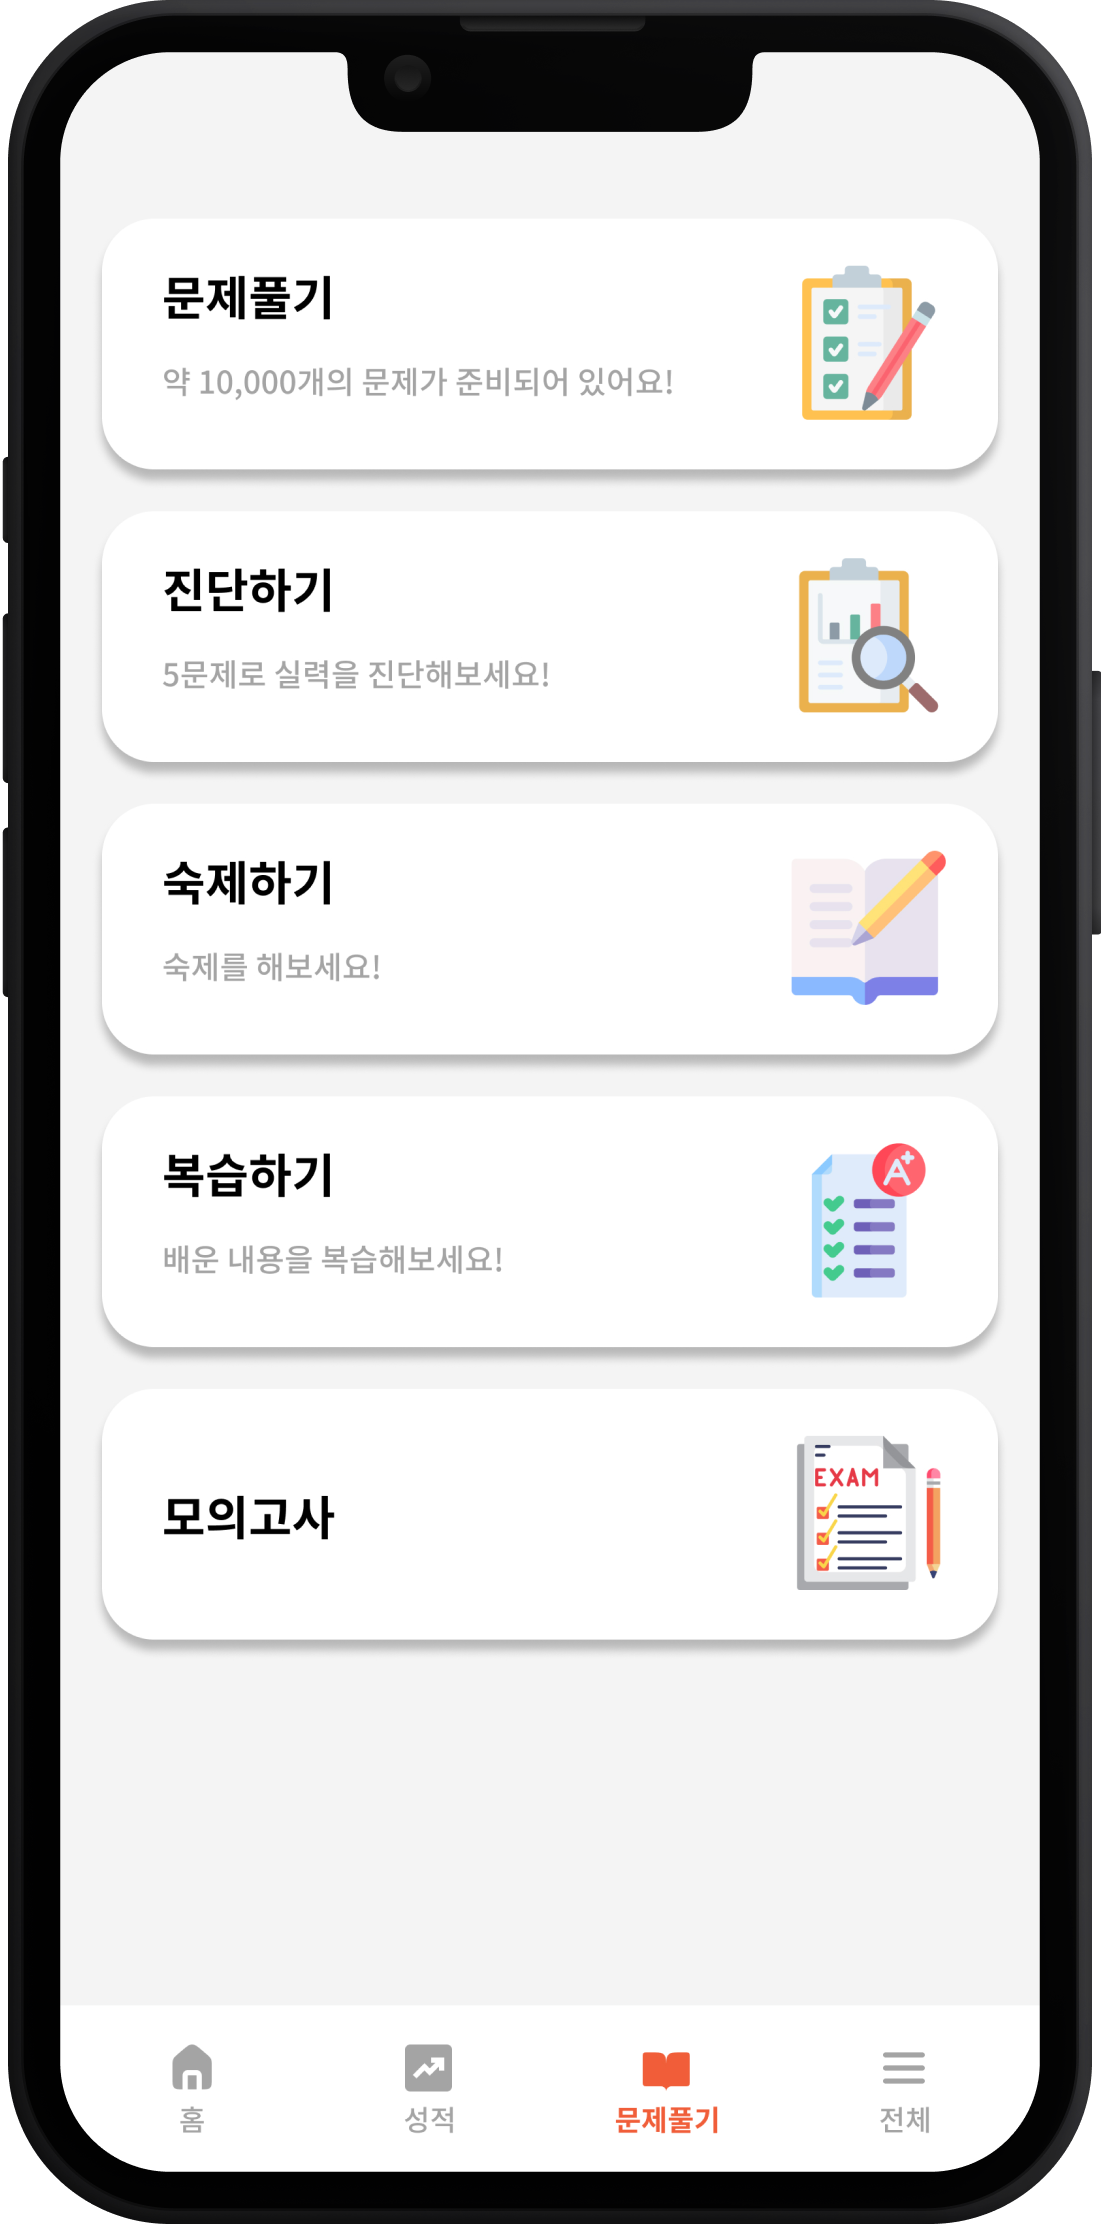 문제풀기
약 10,000개의 문제가 준비되어 있어요!
진단하기
5문제로 실력을 진단해보세요!
숙제하기
숙제를 해보세요!
복습하기
배운 내용을 복습해보세요!
A+
모의고사
EXAM
홈
성적
문제풀기
전체